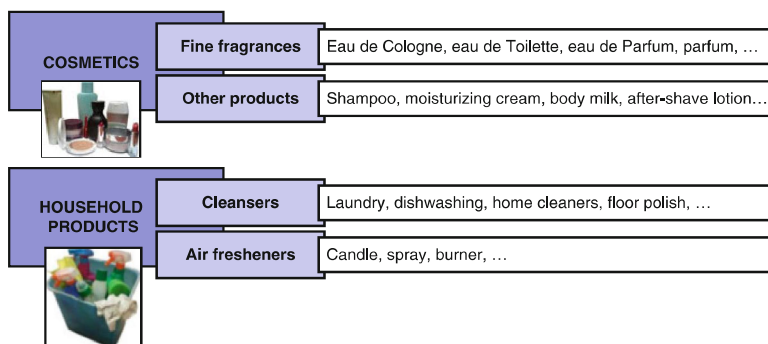 COSMETICS
Fine fragrances
Eau de Cologne, eau de Toilette, eau de Parfum, parfum, …
Other products
Shampoo, moisturizing cream, body milk, after-shave lotion…
HOUSEHOLD
PRODUCTS
Cleansers
Laundry, dishwashing, home cleaners, floor polish, …
Air fresheners
Candle, spray, burner, …